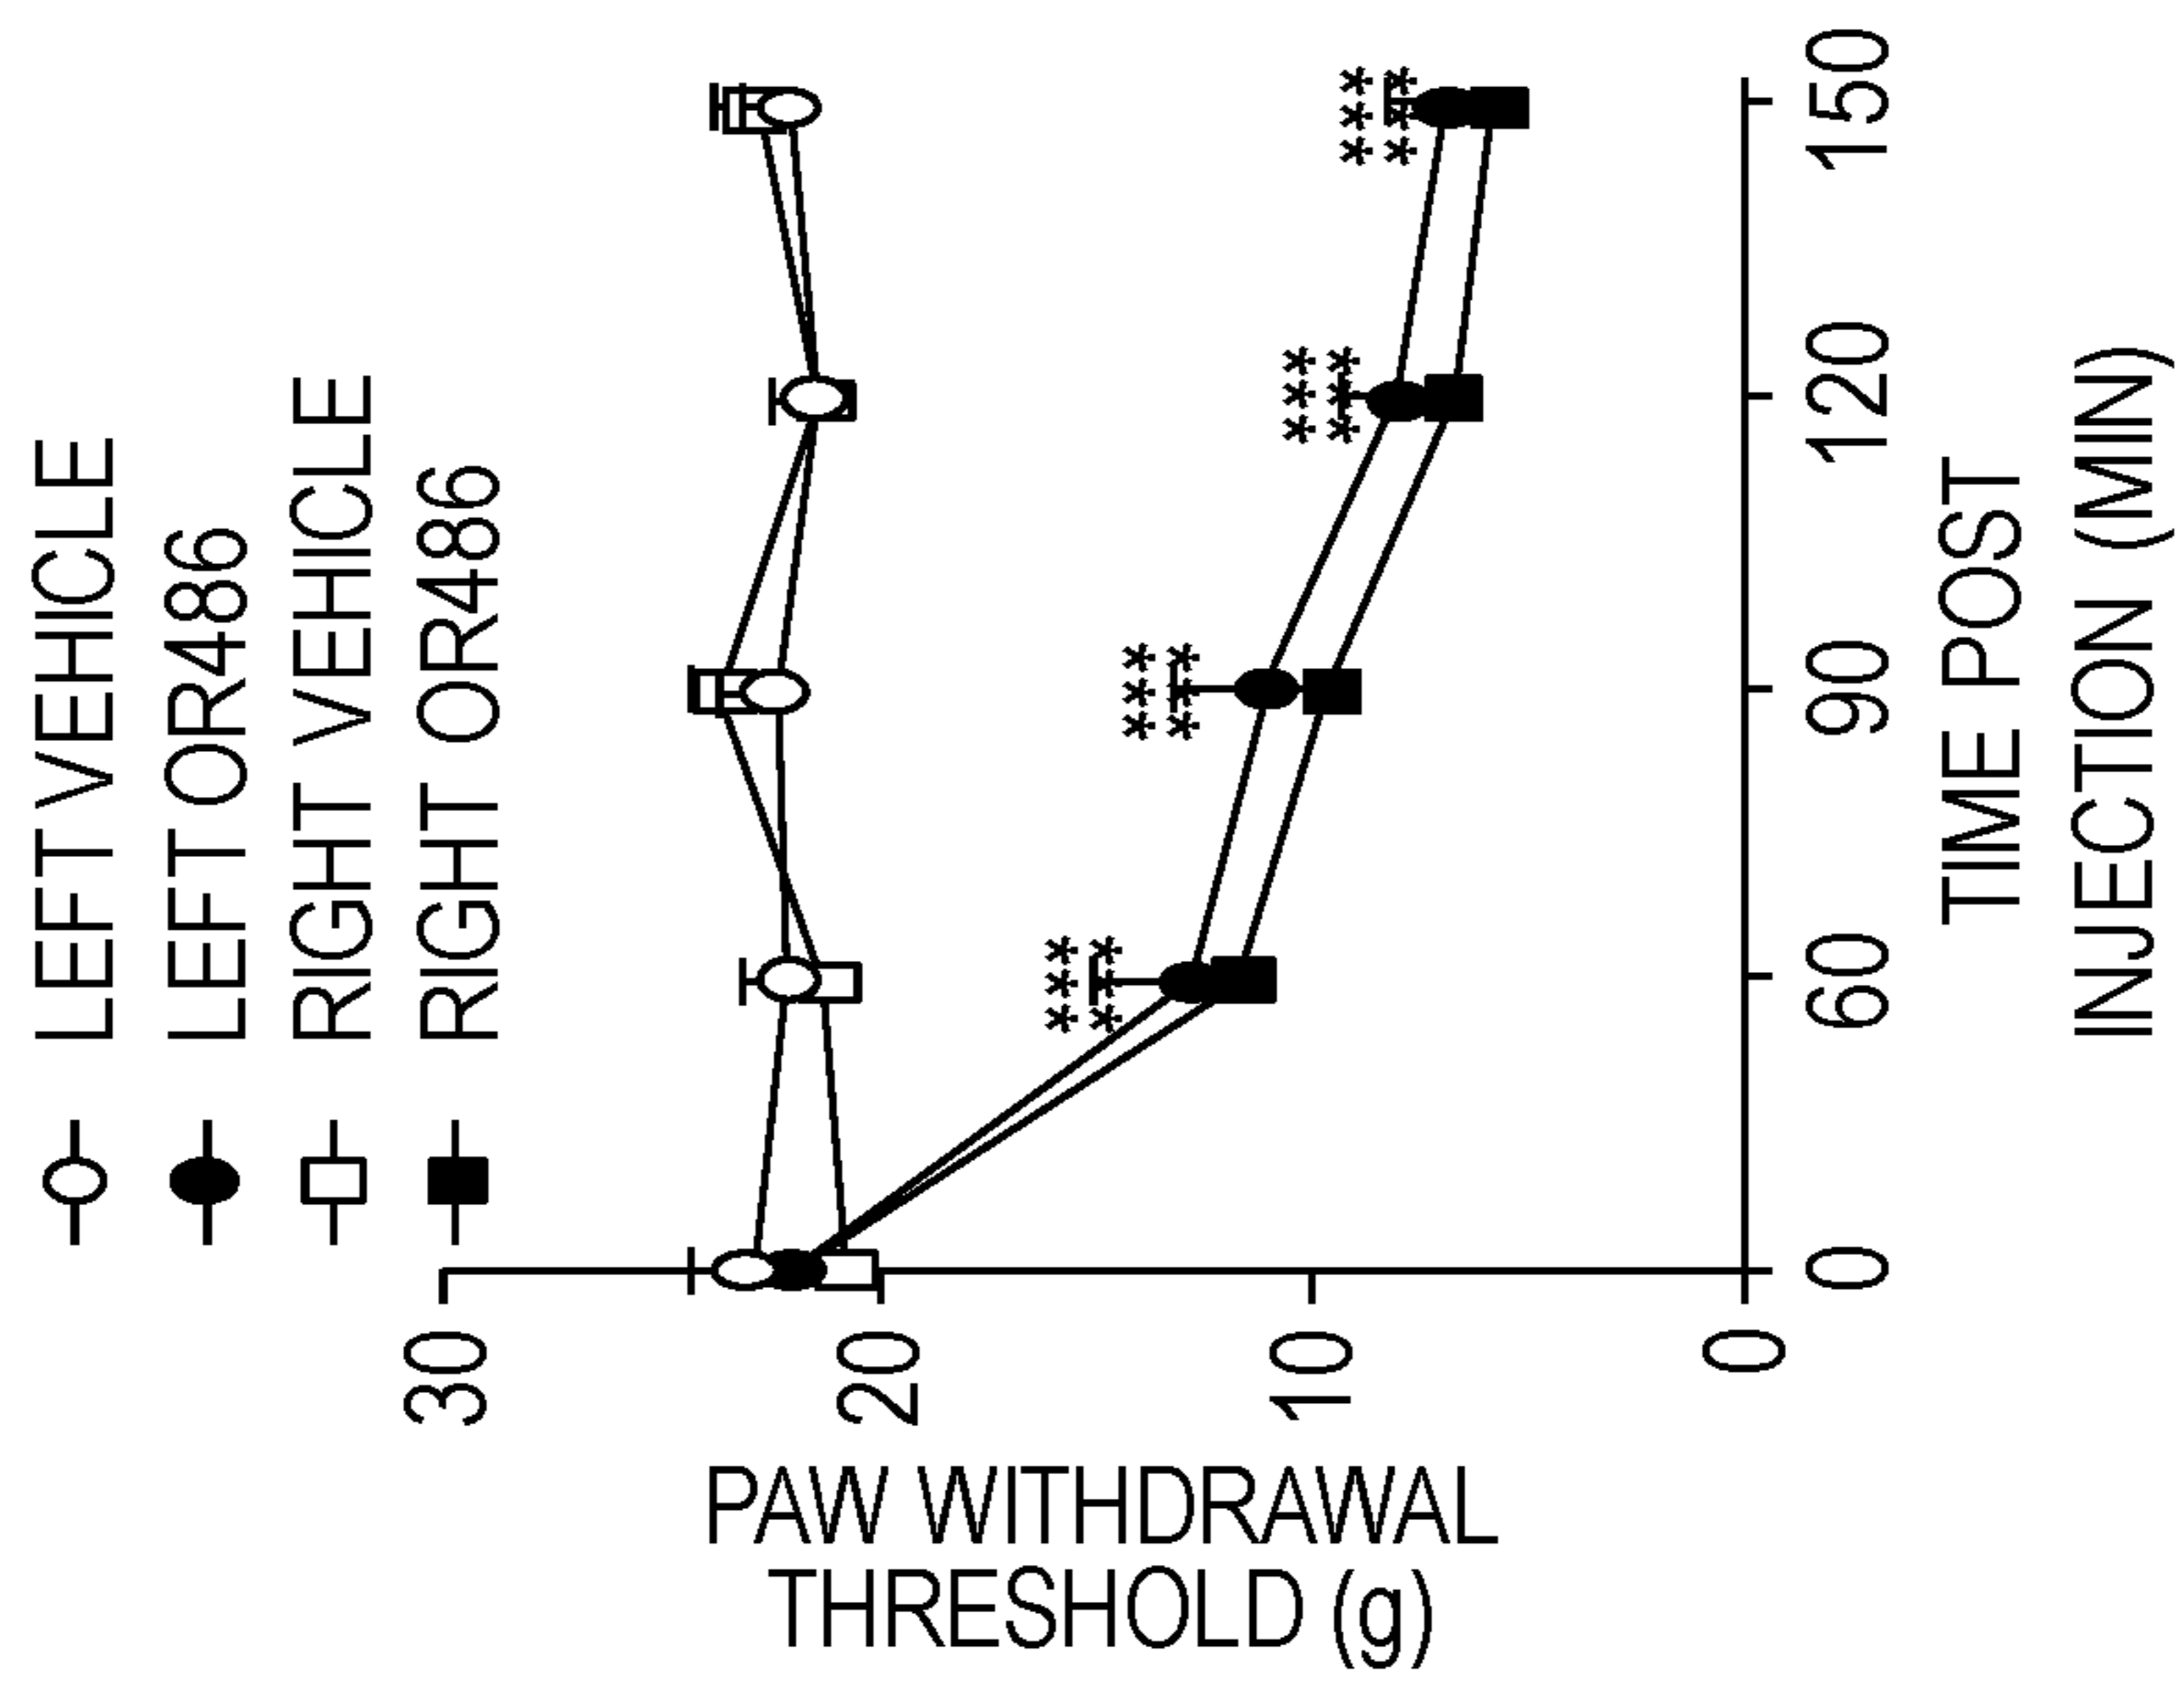 LEFT VEHICLE
LEFT OR486
RIGHT VEHICLE
RIGHT OR486
PAW WITHDRAWAL
THRESHOLD (g)
30
20
10
0
***
***
***
***
***
***
***
***
0
60
90
120
150
TIME POST
INJECTION (MIN)